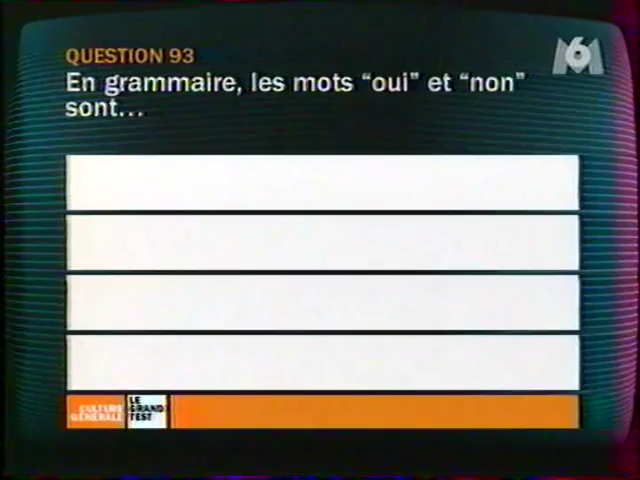 QUESTION 93
M6
En grammaire, les mots “oui” et “non”
sont...
CULTURE
GÉNÉRALE
LE
GRAND
TEST